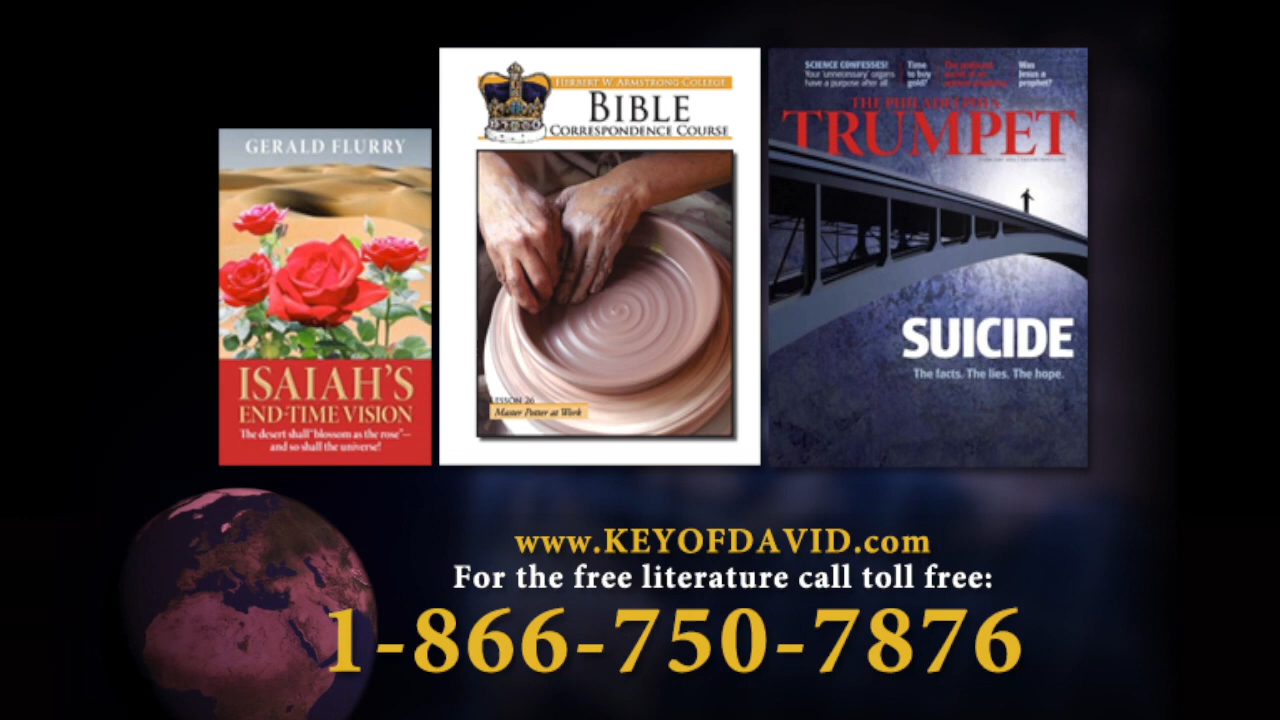 GERALD FLURRY
ISAIAH'S
END-TIME VISION
The desert shall "blossom as the rose"—
and so shall the universe!
HERBERT W. ARMSTRONG COLLEGE
BIBLE
CORRESPONDENCE COURSE
LESSON 26
Master Potter at Work
SCIENCE CONFESSES!
Your 'unnecessary' organs
have a purpose after all
Time
to buy
gold?
Was
Jesus a
prophet?
THE PHILADELPHIA
TRUMPET
SUICIDE
The facts. The lies. The hope.
www.KEYOFDAVID.com
For the free literature call toll free:
1-866-750-7876